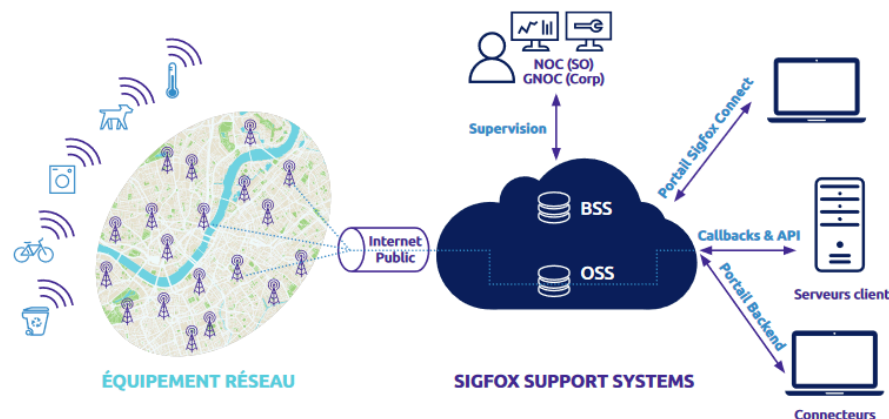 NOC (SO)
GNOC (Corp)
Supervision
Portail Sigfox Connect
BSS
Internet
Public
Callbacks & API
OSS
Portail Backend
Serveurs client
ÉQUIPEMENT RÉSEAU
SIGFOX SUPPORT SYSTEMS
Connecteurs